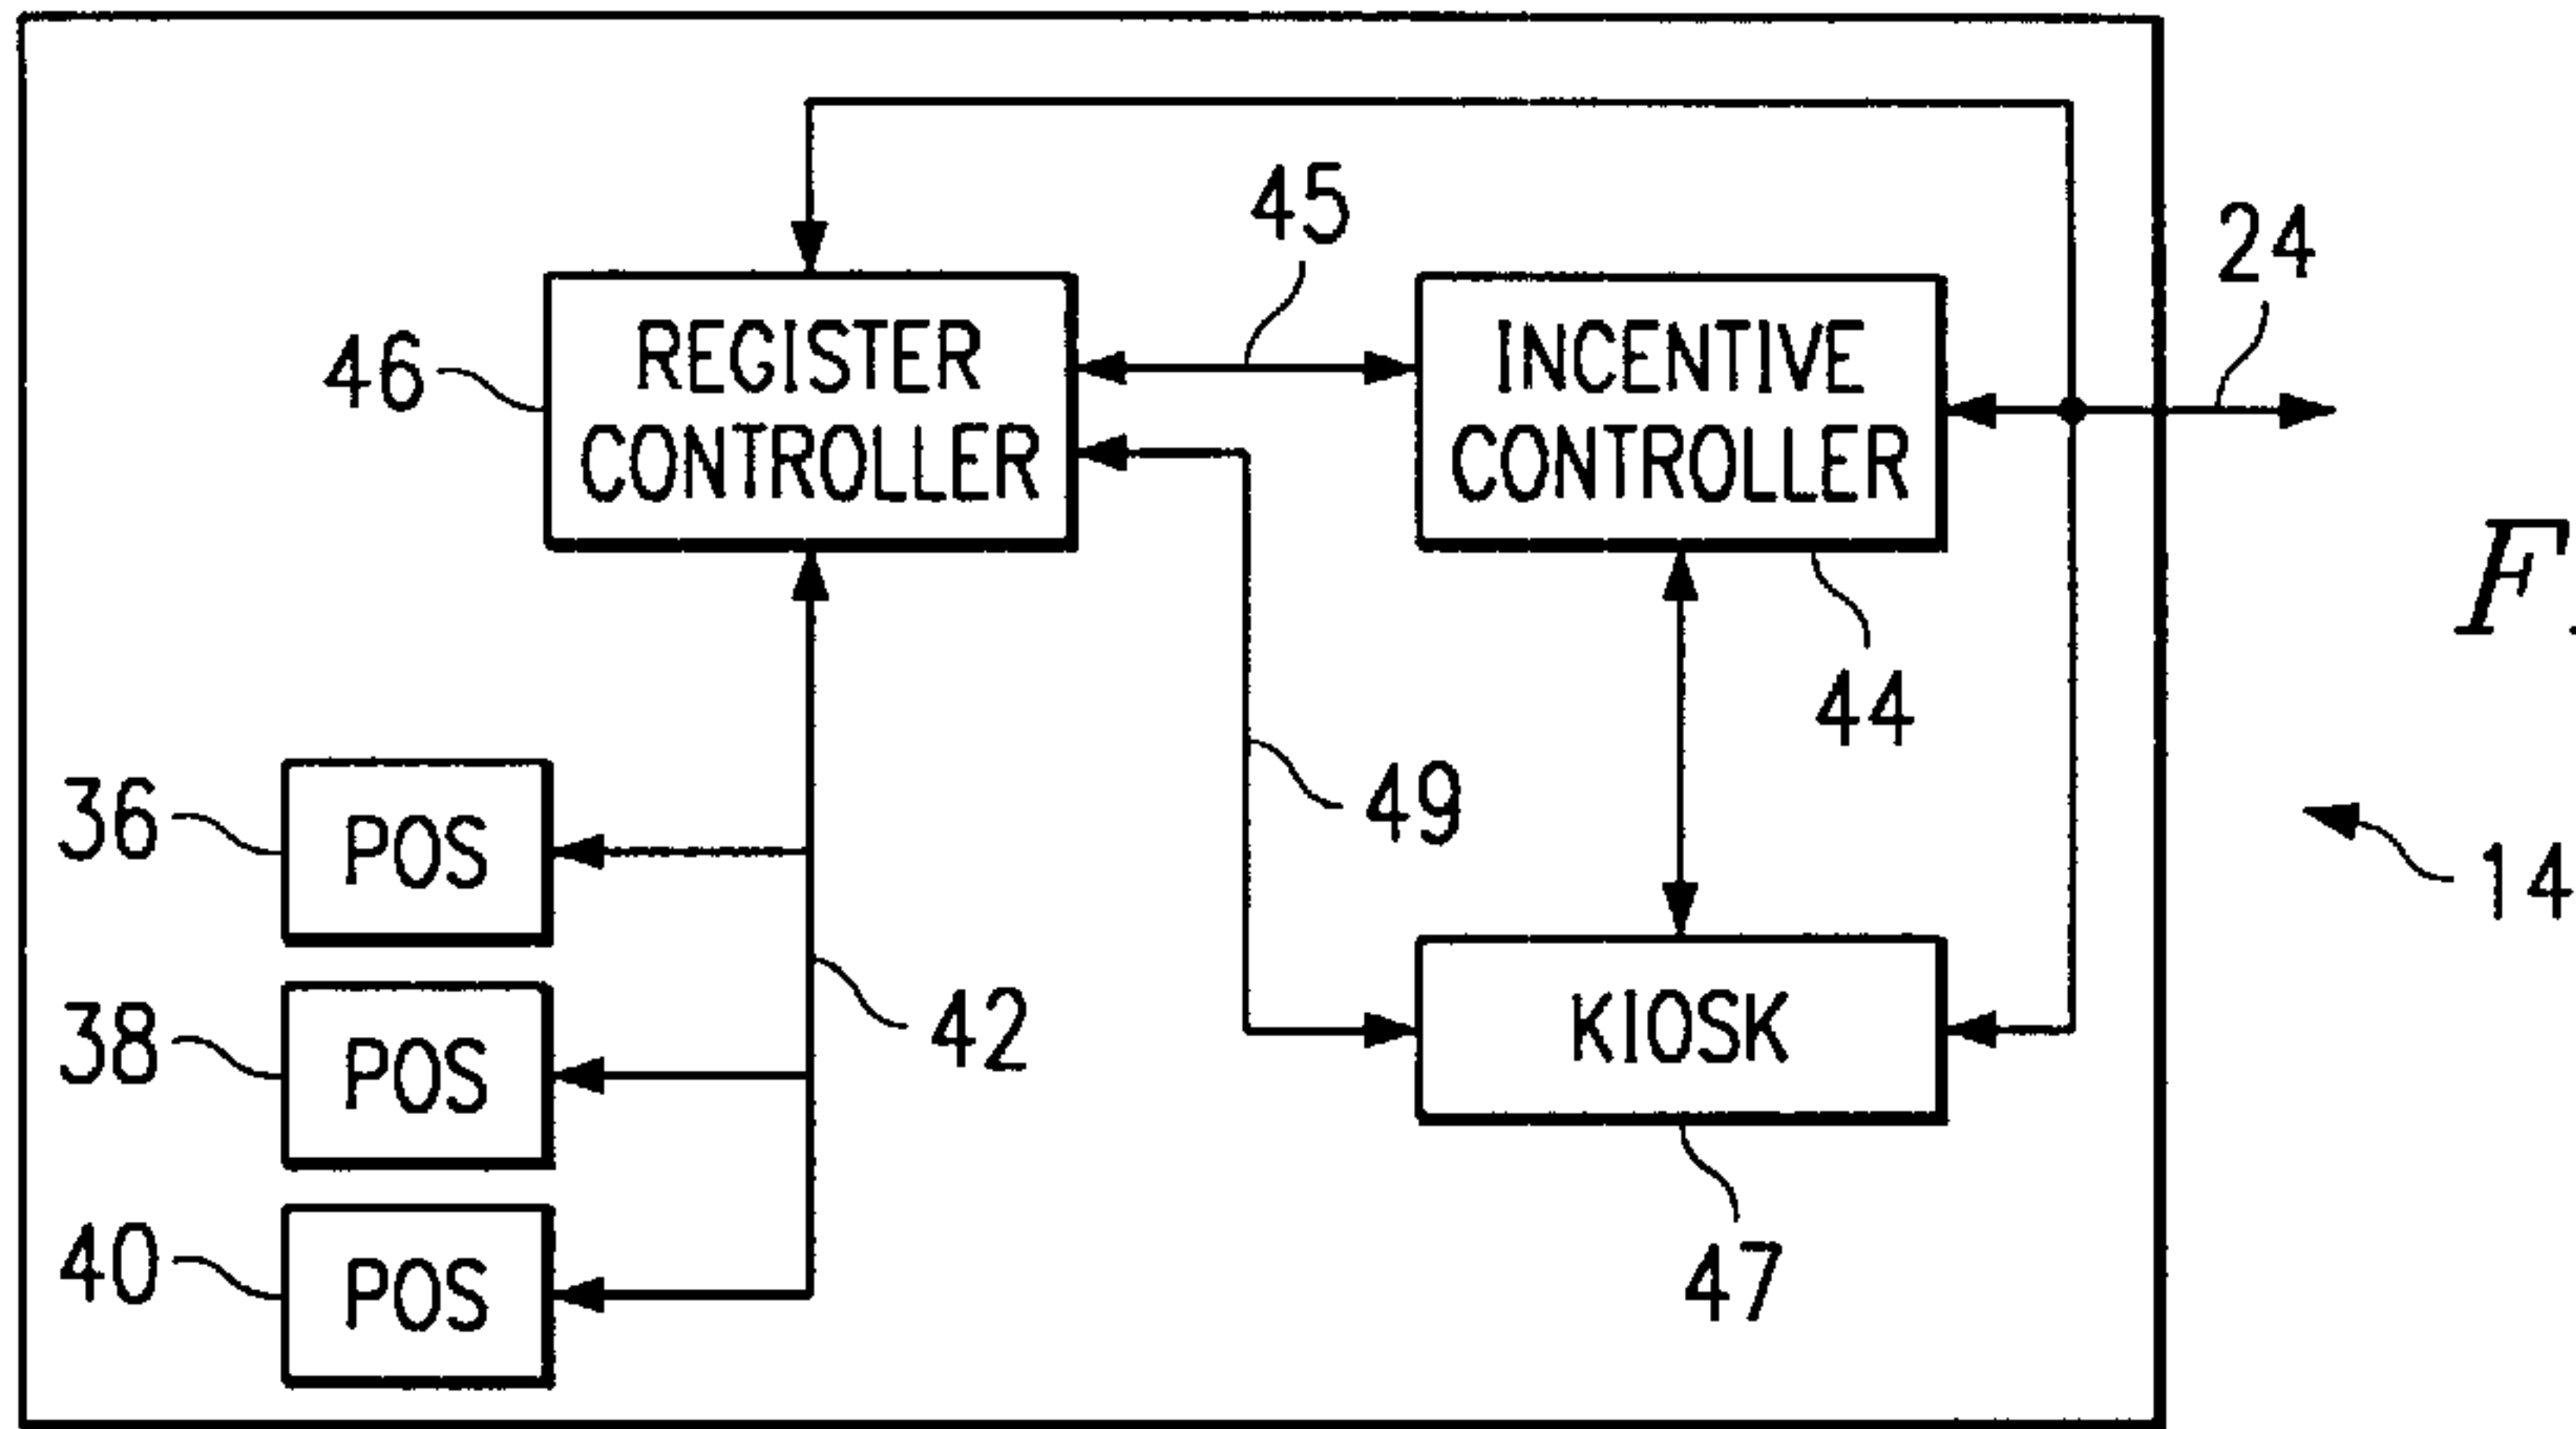 45
24
46
REGISTER
CONTROLLER
INCENTIVE
CONTROLLER
44
36
POS
49
14
38
POS
42
KIOSK
40
POS
47